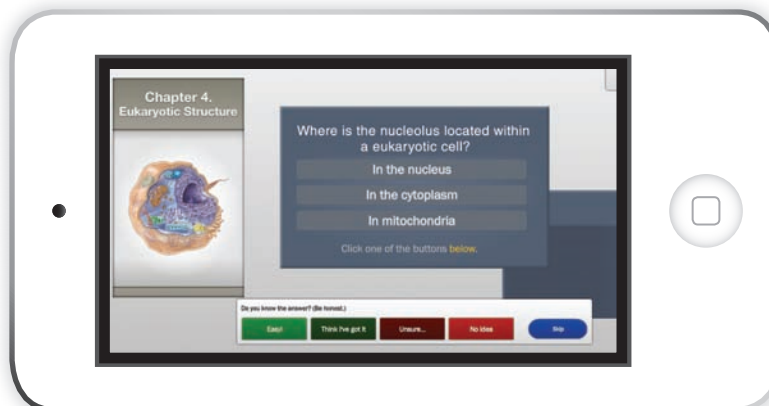 Chapter 4.
Eukaryotic Structure
Where is the nucleolus located within
a eukaryotic cell?
In the nucleus
In the cytoplasm
In mitochondria
Click one of the buttons below.
Do you know the answer? (Be honest.)
Easy!
Think I've got it
Unsure...
No idea
Skip